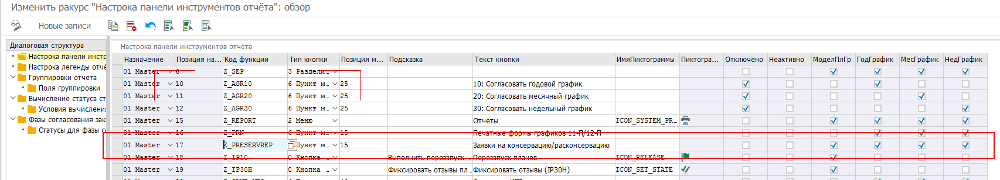 Изменить ракурс "Настрока панели инструментов отчёта": обзор
Новые записи
Диалоговая структура
Настрока панели инстр
Настрока легенды отчё
Группировки отчёта
Поля группировки
Вычисление статуса ст
Условия вычисления
Фазы согласования зака
Статусы для фазы со
Настрока панели инструментов отчёта
Назначение Позиция на... Код функции Тип кнопки Позиция м... Подсказка Текст кнопки ИмяПиктограммы Пиктогра... Отключено Неактивно МоделПлГр ГодГрафик МесГрафик НедГрафик
01 Master 6 Z_SEP 3 Раздели...
01 Master 10 Z_AGR10 6 Пункт м... 25 10: Согласовать годовой график
01 Master 11 Z_AGR20 6 Пункт м... 25 20: Согласовать месячный график
01 Master 12 Z_AGR30 6 Пункт м... 25 30: Согласовать недельный график
01 Master 15 Z_REPORT 2 Меню Отчеты ICON_SYSTEM_PR...
01 Master 16 Z_PRN 6 Пункт м... 15 Печатные формы графиков 11-П/12-П
01 Master 17 Z_PRESERVREP Пункт м... 15 Заявки на консервацию/расконсервацию
01 Master 18 Z_IP10 0 Кнопка ... Выполнить перезапуск ... Перезапуск планов ICON_RELEASE
01 Master 19 Z_IP30H 0 Кнопка ... Фиксировать отзывы пл... Фиксировать отзывы (IP30H) ICON_SET_STATE